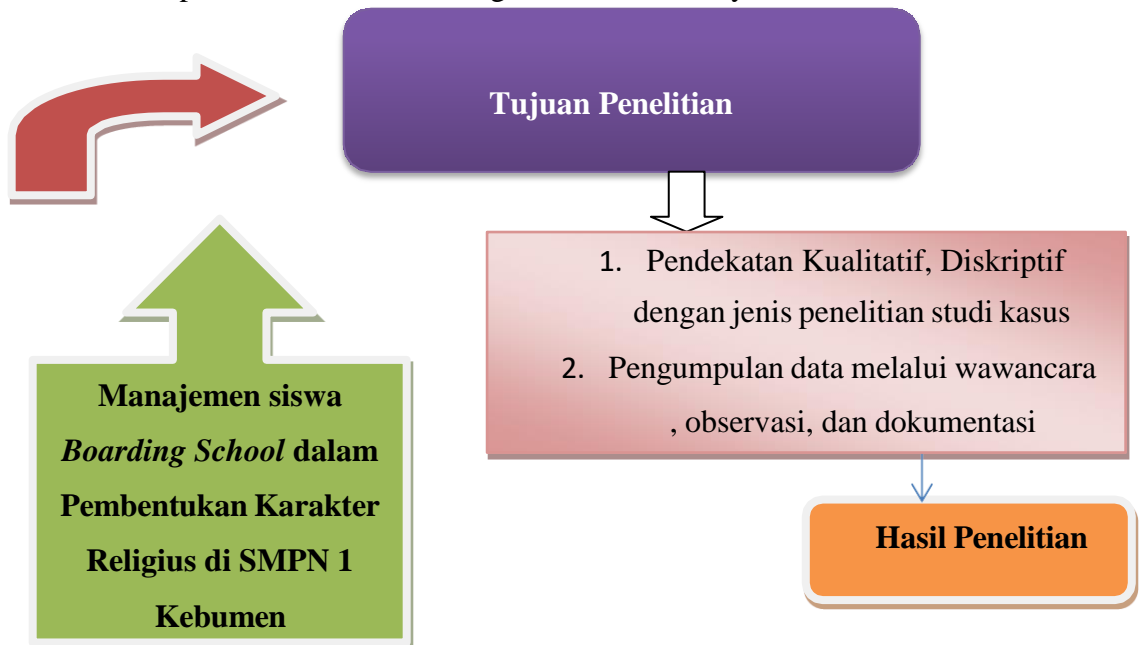 Tujuan Penelitian
1. Pendekatan Kualitatif, Diskriptif
dengan jenis penelitian studi kasus
2. Pengumpulan data melalui wawancara
, observasi, dan dokumentasi
Manajemen siswa
Boarding School dalam
Pembentukan Karakter
Religius di SMPN 1
Kebumen
Hasil Penelitian